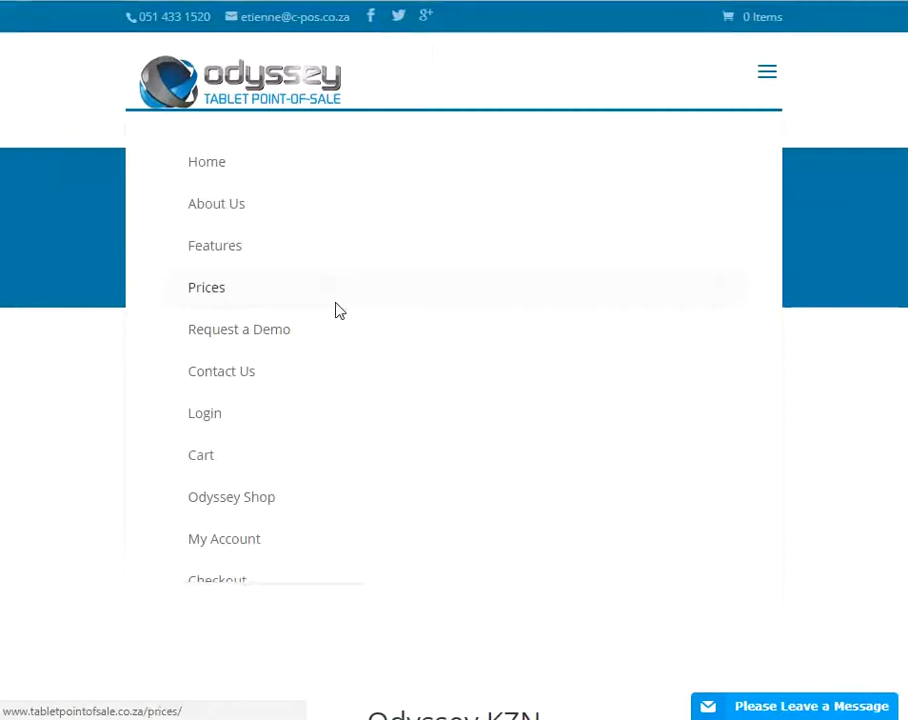 051 433 1520 etienne@c-pos.co.za 0 Items
odyssey
TABLET POINT-OF-SALE
Home
About Us
Features
Prices
Request a Demo
Contact Us
Login
Cart
Odyssey Shop
My Account
Checkout
Odyssey KZN
www.tabletpointofsale.co.za/prices/
Please Leave a Message